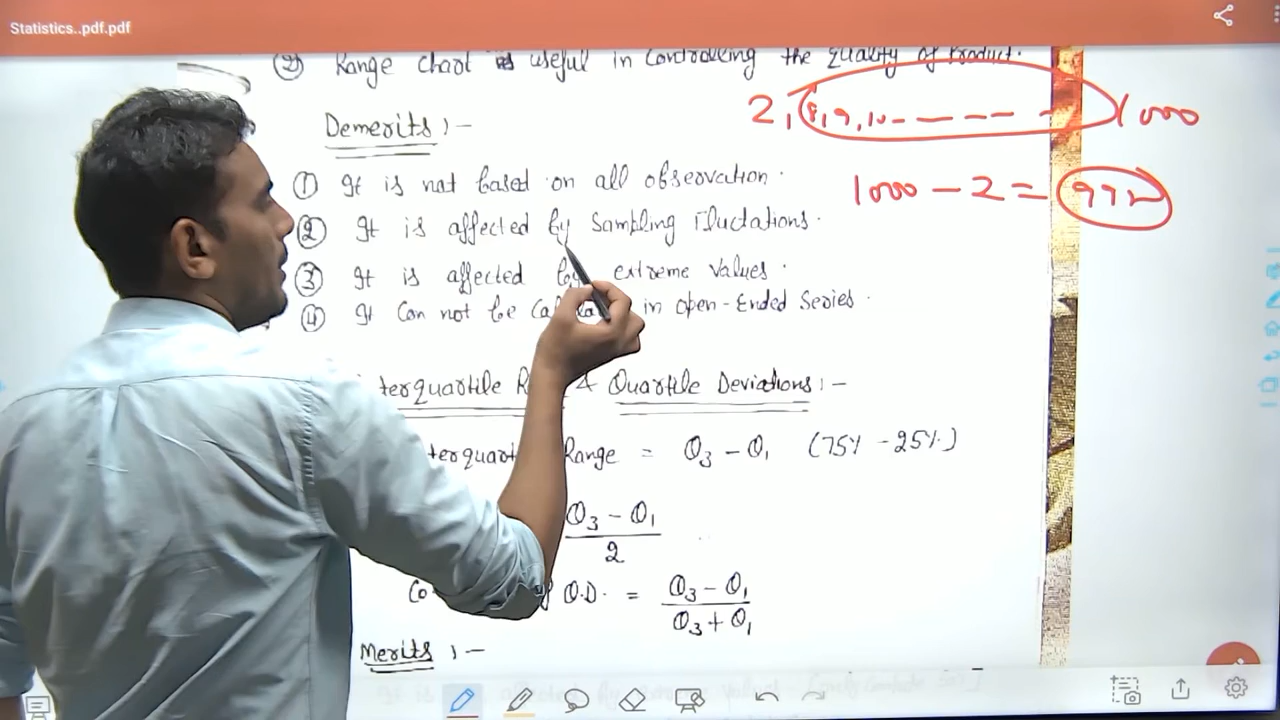 Statistics..pdf.pdf
② Range chart is useful in controlling the quality of Product.
Demerits :-
2, 8, 9, 10 - - - - - 1000
① It is not based on all observation.
1000 - 2 =
② It is affected by Sampling
③ It is affected by extreme values.
④ It Can not be in open-Ended Series.
terquartile & Quartile Deviations :-
Range = Q₃ - Q₁ (75% - 25%)
Q₃ - Q₁
2
Q.D. = Q₃ - Q₁
Q₃ + Q₁
Merits :-